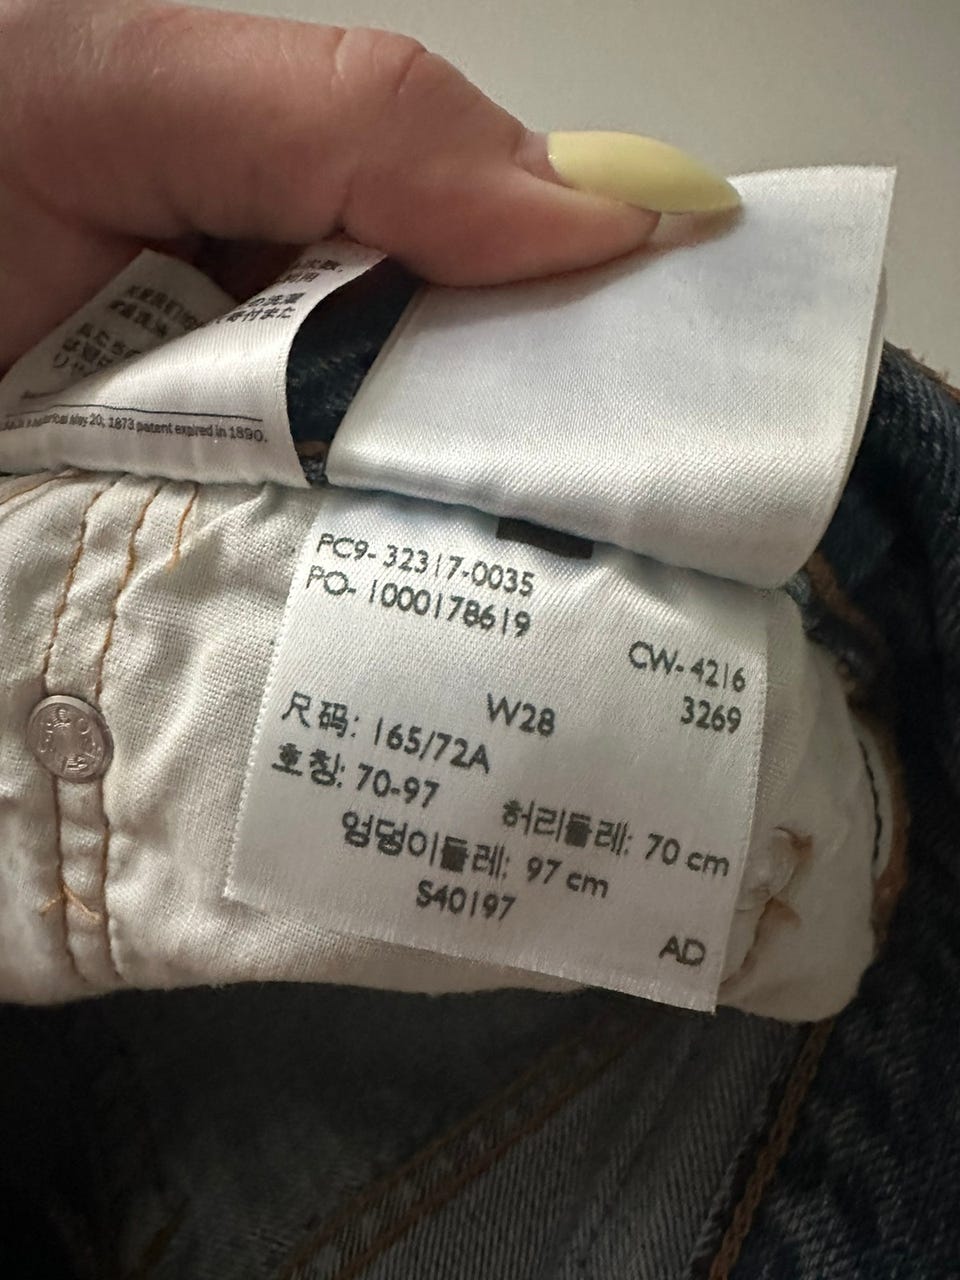 May 20, 1873 patent expired in 1890.
PC9-32317-0035
PO-1000178619
CW-4216
3269
W28
尺码: 165/72A
호칭: 70-97
허리둘레: 70 cm
엉덩이둘레: 97 cm
S40197
AD